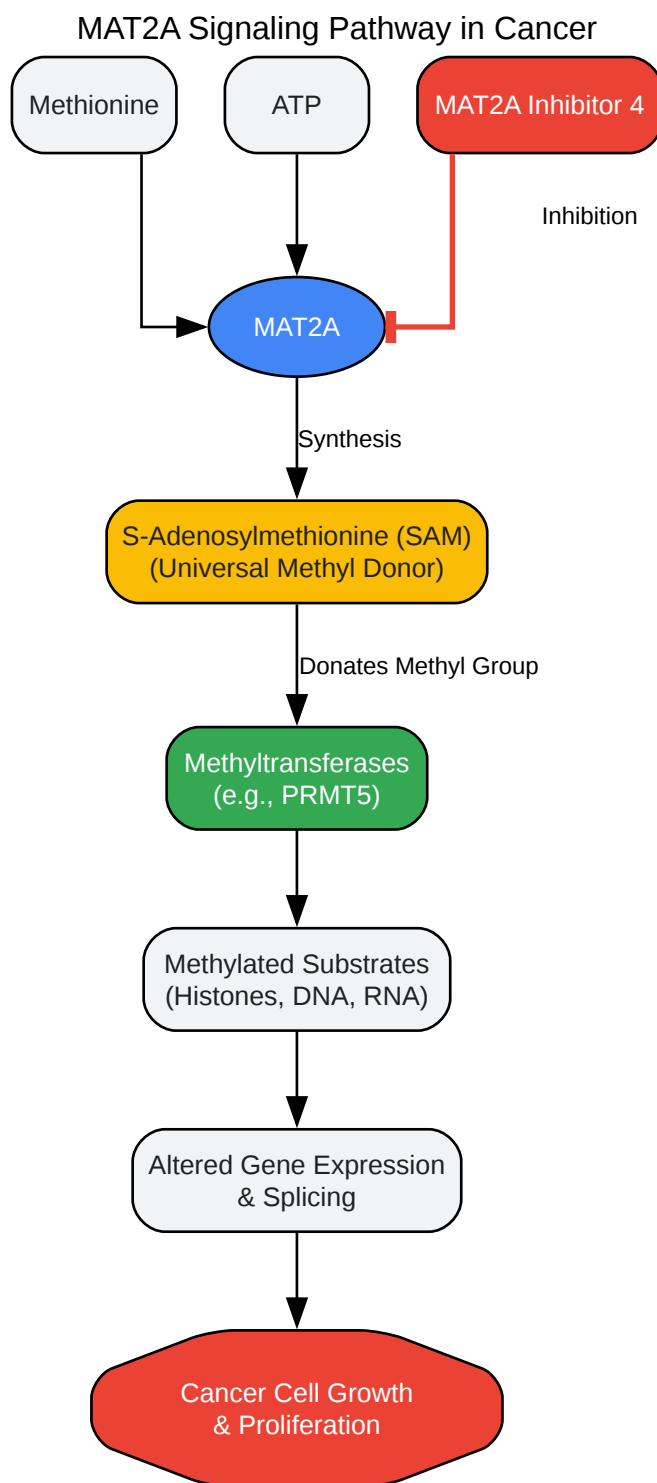 MAT2A Signaling Pathway in Cancer
Methionine
ATP
MAT2A Inhibitor 4
Inhibition
MAT2A
Synthesis
S-Adenosylmethionine (SAM)
(Universal Methyl Donor)
Donates Methyl Group
Methyltransferases
(e.g., PRMT5)
Methylated Substrates
(Histones, DNA, RNA)
Altered Gene Expression
& Splicing
Cancer Cell Growth
& Proliferation